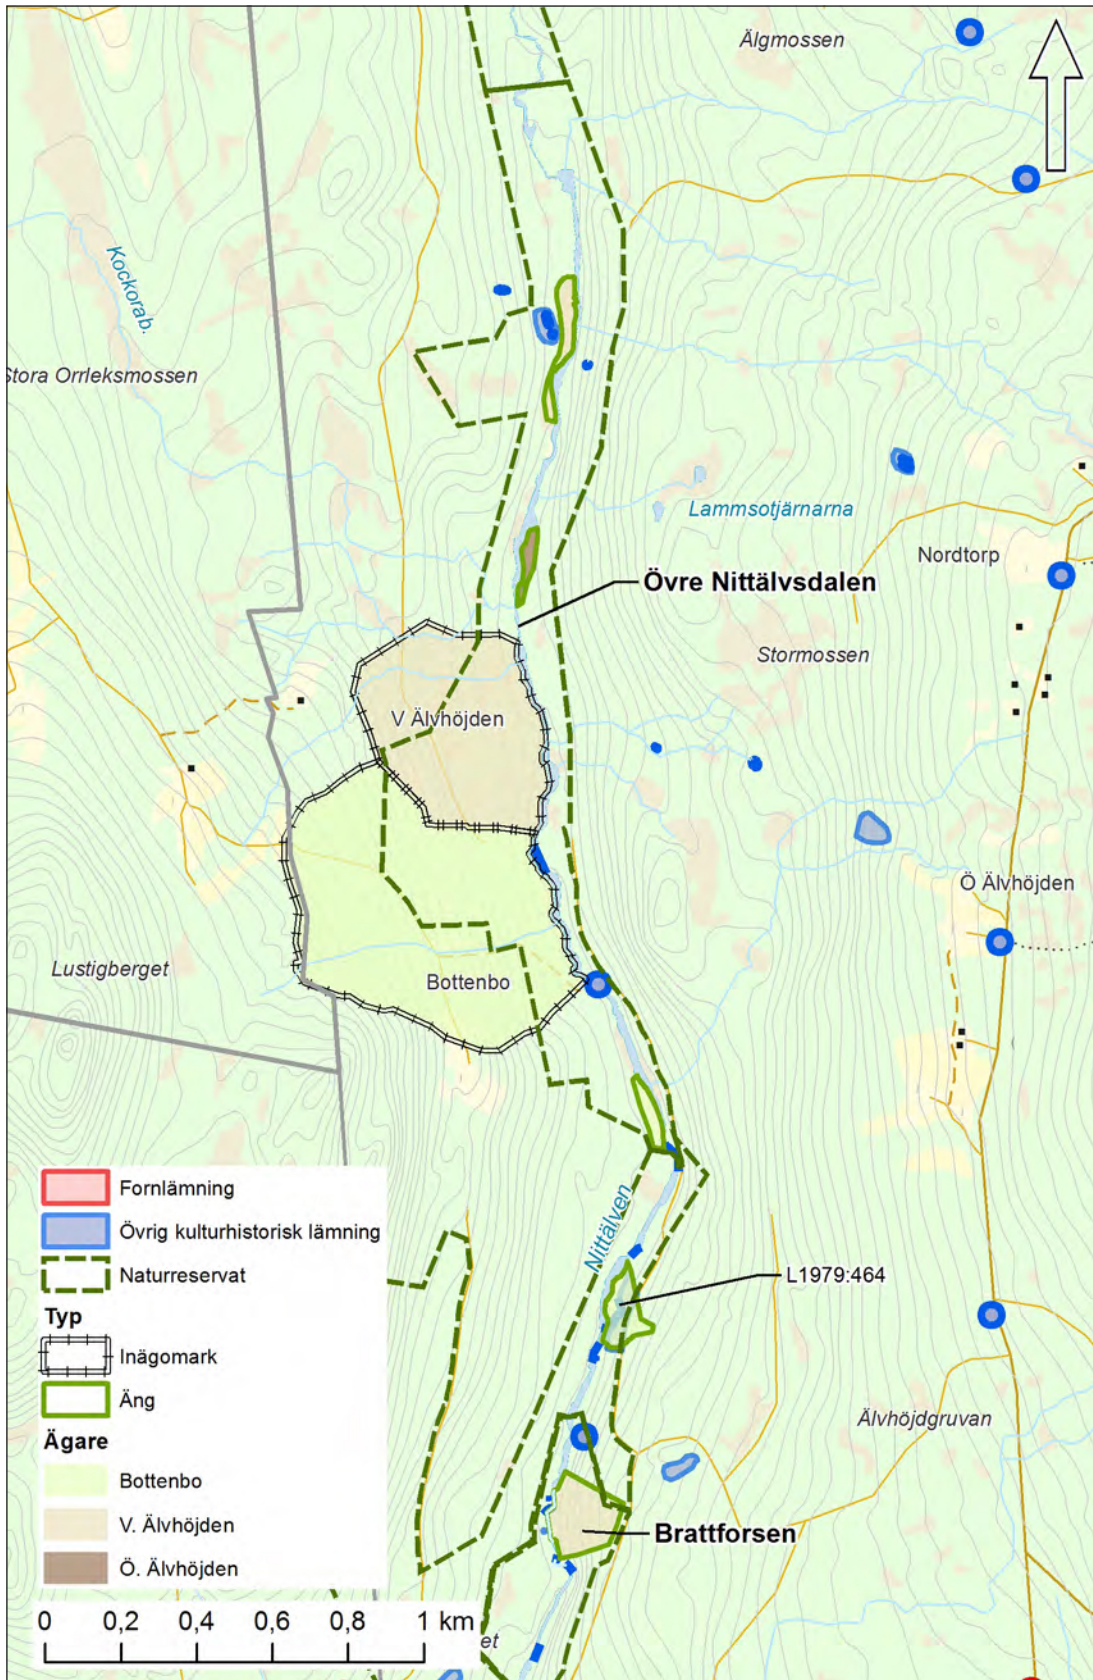 Älgmossen
Kockorab.
Stora Orrleksmossen
Lammsotjärnarna
Nordtorp
Övre Nittälvsdalen
Stormossen
V Älvhöjden
Ö Älvhöjden
Lustigberget
Bottenbo
Nittälven
L1979:464
Älvhöjdgruvan
Brattforsen
Fornlämning
Övrig kulturhistorisk lämning
Naturreservat
Typ
Inägomark
Äng
Ägare
Bottenbo
V. Älvhöjden
Ö. Älvhöjden
0 0,2 0,4 0,6 0,8 1 km
et